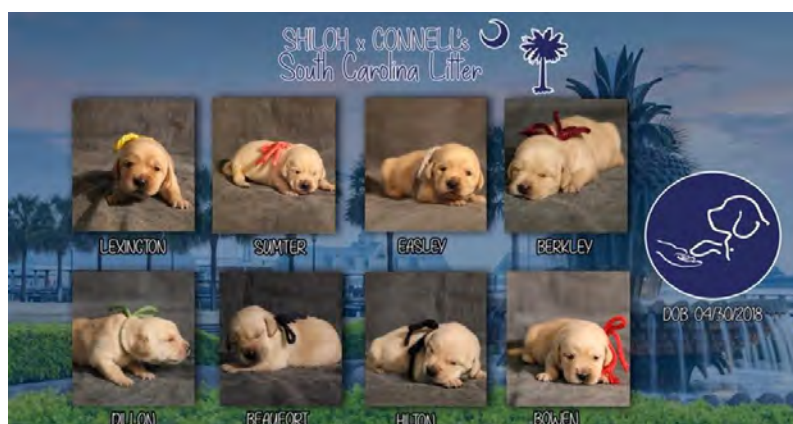 SHILOH x CONNELL's
South Carolina Litter
LEXINGTON
SUMTER
EASLEY
BERKLEY
DOB 04/30/2018
DILLON
BEAUFORT
HILTON
BOWEN